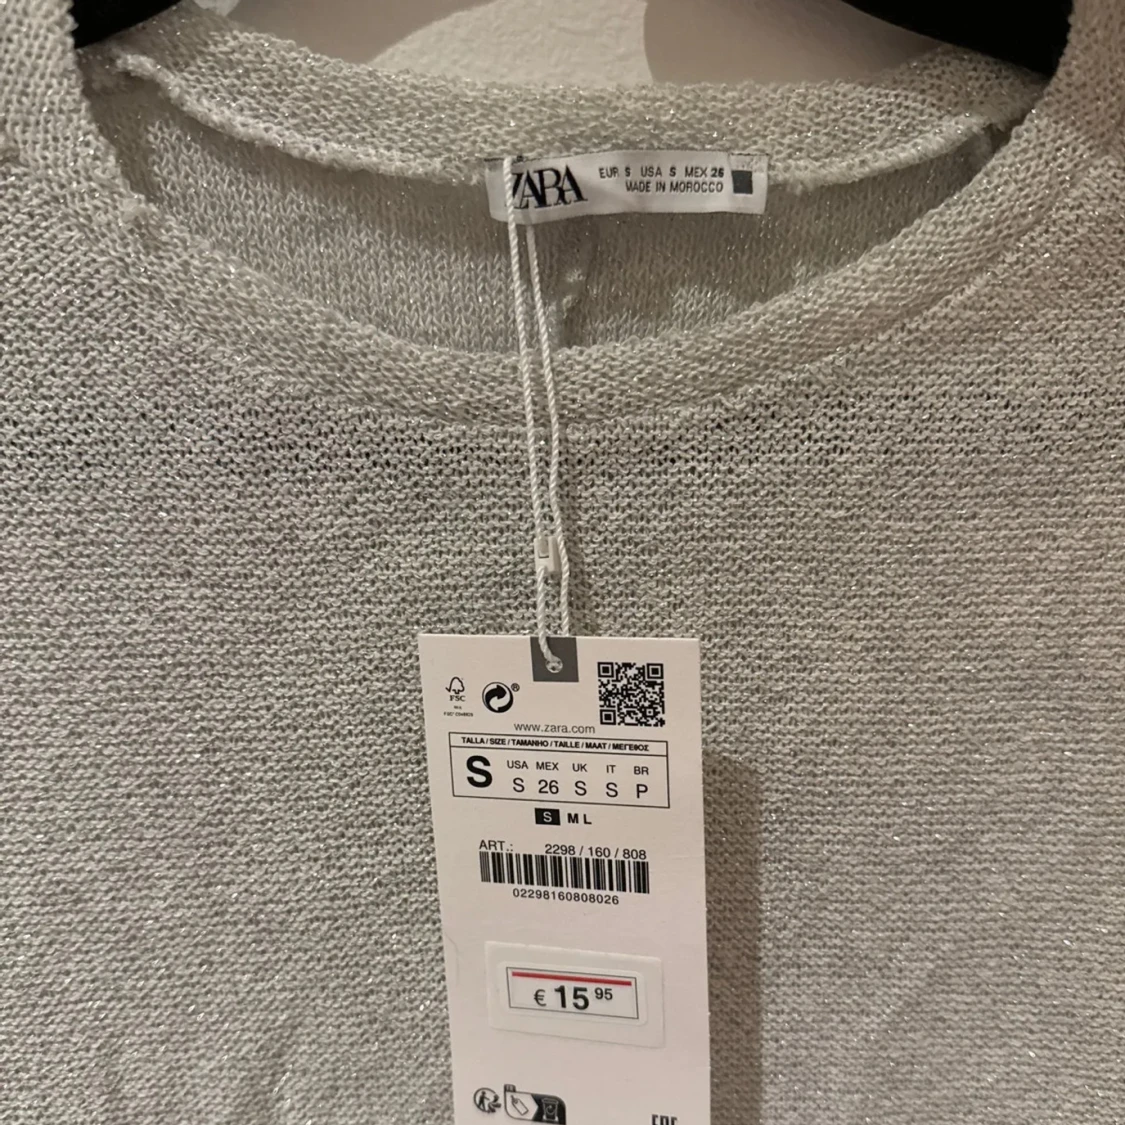 ZARA
EUR S USA S MEX 26
MADE IN MOROCCO
FSC
®
www.zara.com
TALLA / SIZE / TAMANHO / TAILLE / MAAT / ΜΕΓΕΘΟΣ
S
USA MEX UK IT BR
S 26 S S P
S M L
ART.: 2298 / 160 / 808
02298160808026
€ 15 95